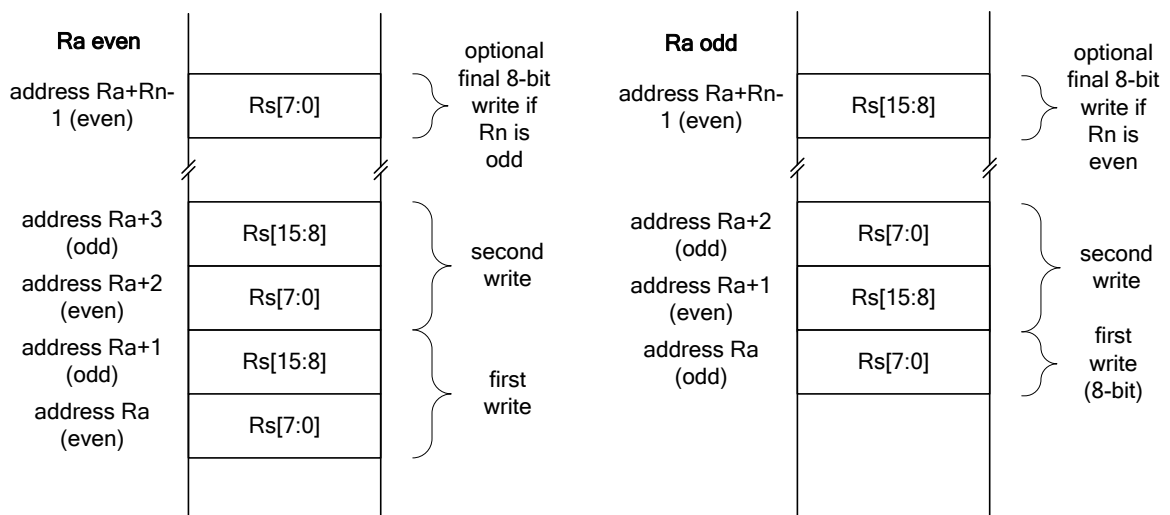 Ra even
address Ra+Rn-
1 (even)
Rs[7:0]
optional
final 8-bit
write if
Rn is
odd
address Ra+3
(odd)
Rs[15:8]
address Ra+2
(even)
Rs[7:0]
second
write
address Ra+1
(odd)
Rs[15:8]
address Ra
(even)
Rs[7:0]
first
write
Ra odd
address Ra+Rn-
1 (even)
Rs[15:8]
optional
final 8-bit
write if
Rn is
even
address Ra+2
(odd)
Rs[7:0]
address Ra+1
(even)
Rs[15:8]
second
write
address Ra
(odd)
Rs[7:0]
first
write
(8-bit)